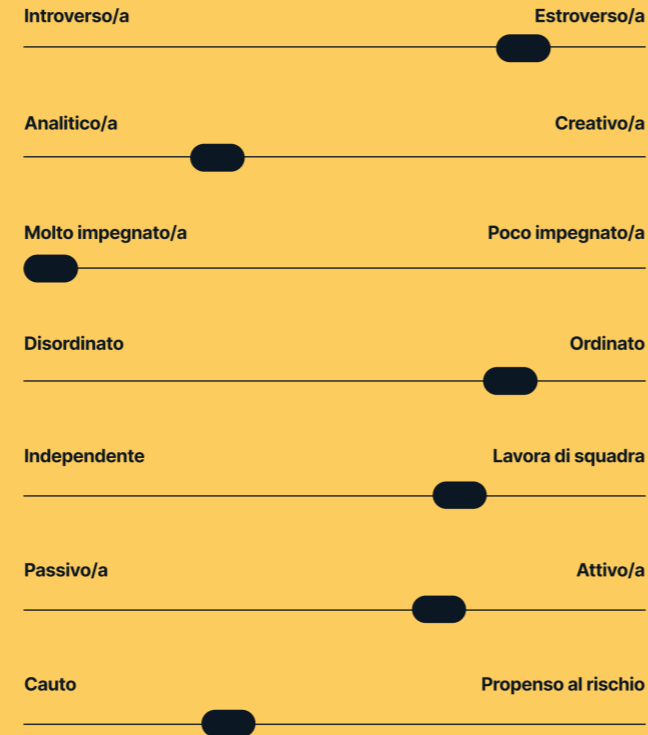 Introverso/a Estroverso/a
Analitico/a Creativo/a
Molto impegnato/a Poco impegnato/a
Disordinato Ordinato
Independente Lavora di squadra
Passivo/a Attivo/a
Cauto Propenso al rischio